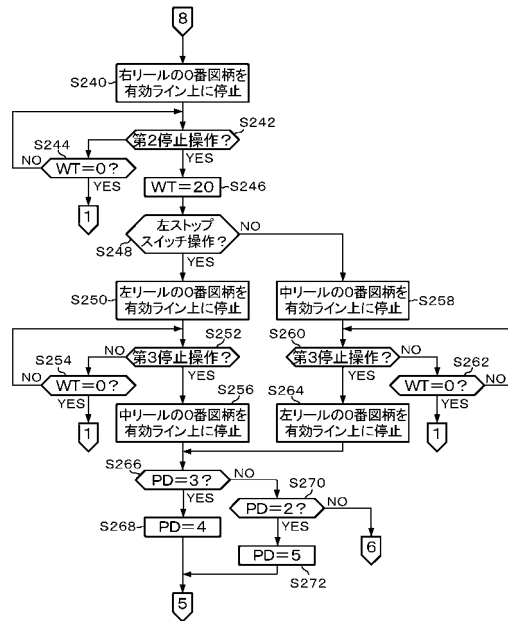 8
S240
右リールの0番図柄を
有効ライン上に停止
S242
第2停止操作?
S244
NO
YES
WT=0?
YES
WT=20
S246
1
左ストップ
スイッチ操作?
NO
S248
YES
S250
左リールの0番図柄を
有効ライン上に停止
中リールの0番図柄を
有効ライン上に停止
S258
S252
S254
NO
第3停止操作?
S260
第3停止操作?
NO
S262
NO
WT=0?
YES
YES
S256
YES
S264
WT=0?
NO
YES
1
中リールの0番図柄を
有効ライン上に停止
左リールの0番図柄を
有効ライン上に停止
1
S266
PD=3?
NO
YES
S270
PD=2?
NO
S268
PD=4
YES
6
PD=5
S272
5